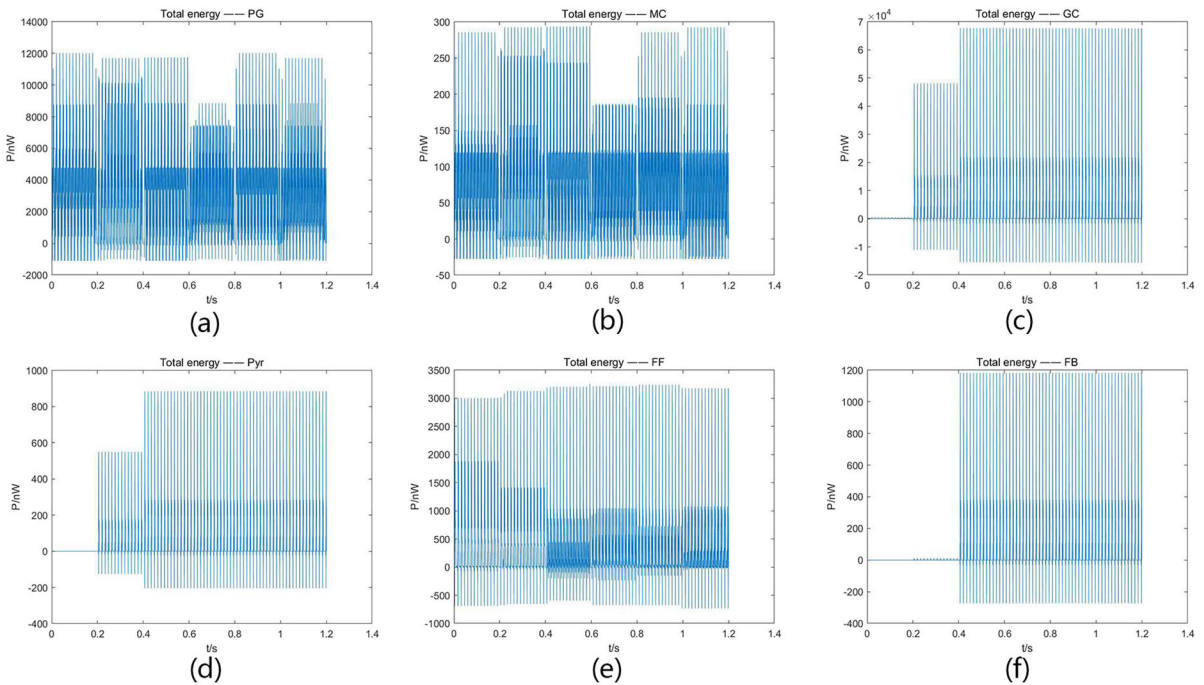 Total energy —— PG
14000
12000
10000
8000
6000
4000
2000
0
-2000
P/nW
0 0.2 0.4 0.6 0.8 1 1.2 1.4
t/s
(a)
Total energy —— MC
300
250
200
150
100
50
0
-50
P/nW
0 0.2 0.4 0.6 0.8 1 1.2 1.4
t/s
(b)
Total energy —— GC
×10⁴
7
6
5
4
3
2
1
0
-1
-2
P/nW
0 0.2 0.4 0.6 0.8 1 1.2 1.4
t/s
(c)
Total energy —— Pyr
1000
800
600
400
200
0
-200
-400
P/nW
0 0.2 0.4 0.6 0.8 1 1.2 1.4
t/s
(d)
Total energy —— FF
3500
3000
2500
2000
1500
1000
500
0
-500
-1000
P/nW
0 0.2 0.4 0.6 0.8 1 1.2 1.4
t/s
(e)
Total energy —— FB
1200
1000
800
600
400
200
0
-200
-400
P/nW
0 0.2 0.4 0.6 0.8 1 1.2 1.4
t/s
(f)